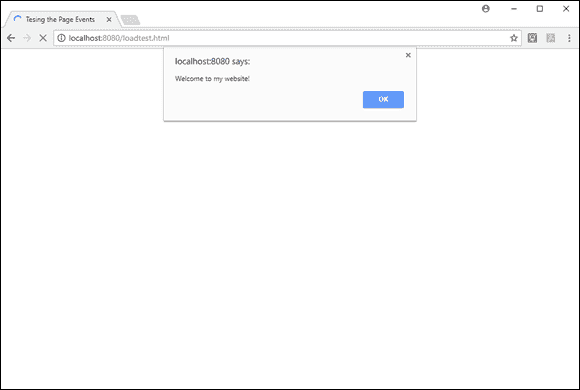 Tesing the Page Events
localhost:8080/loadtest.html
localhost:8080 says:
Welcome to my website!
OK